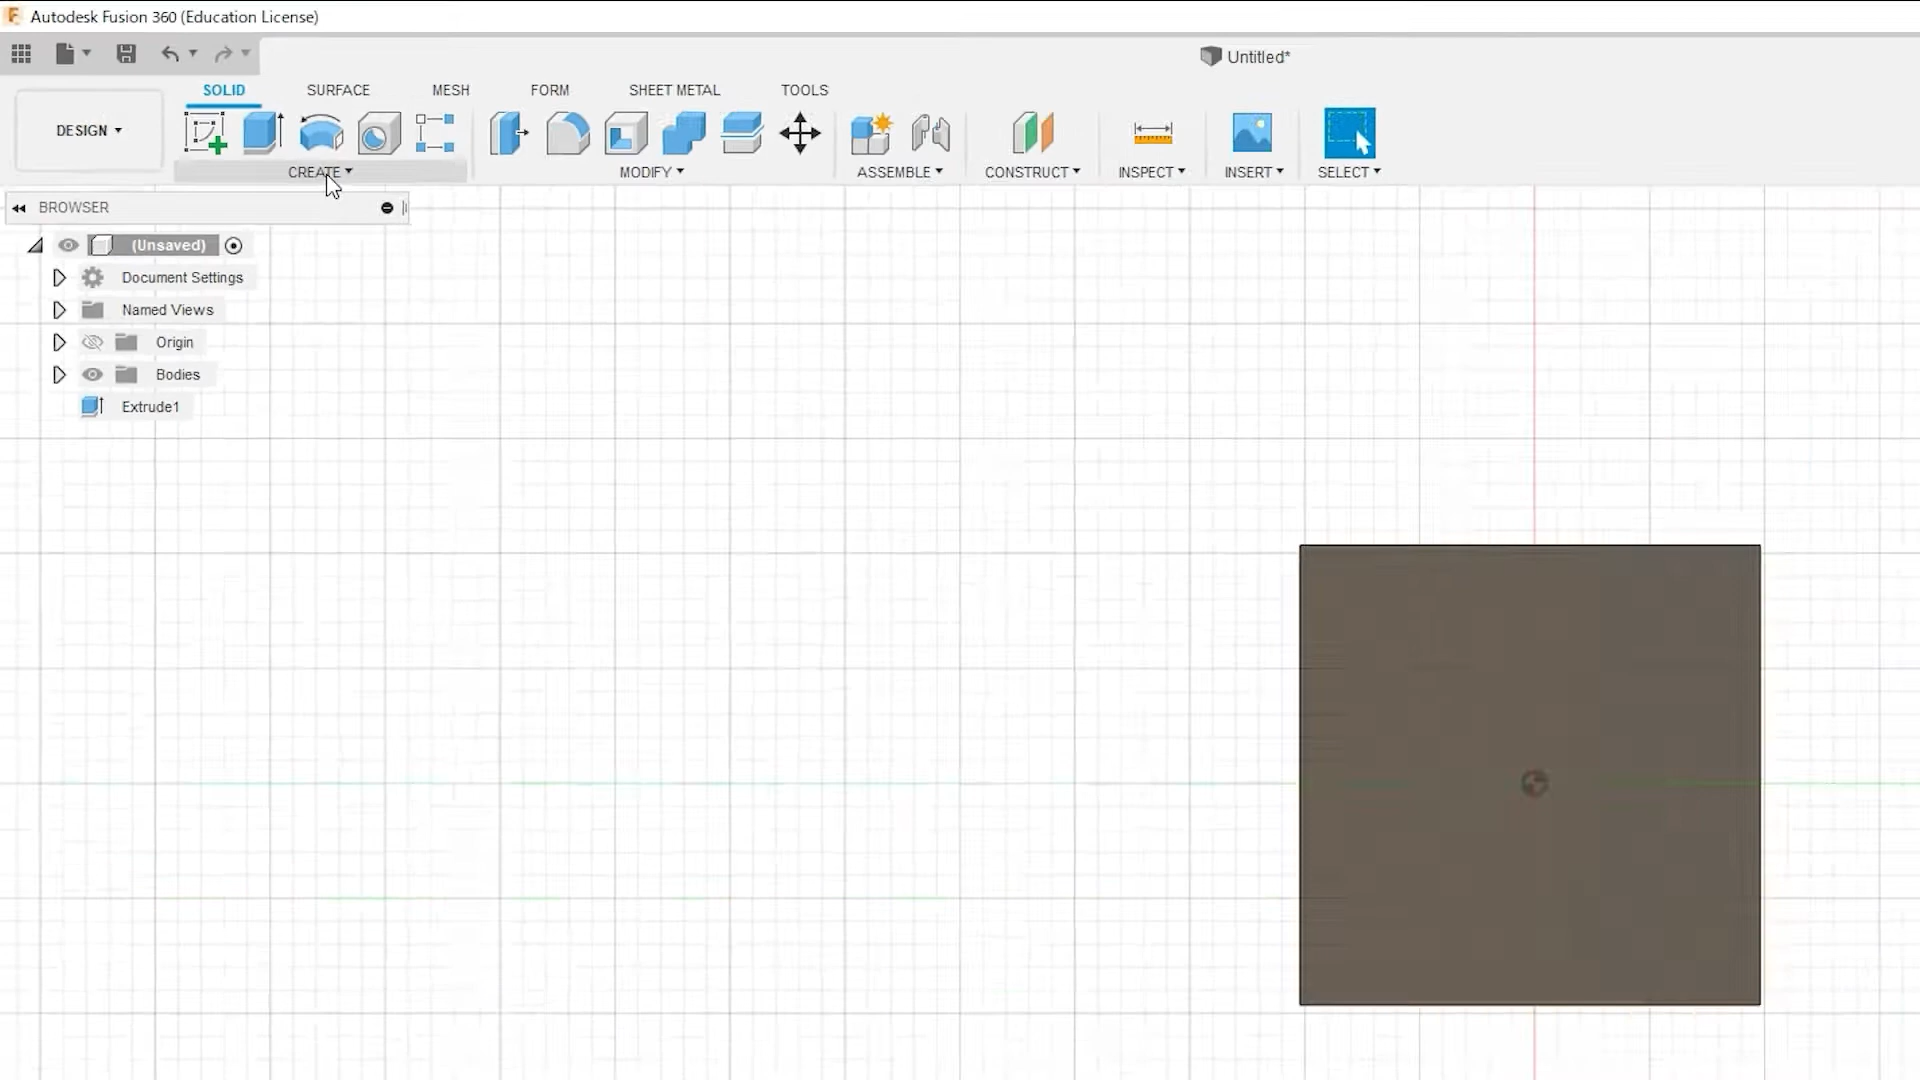 Autodesk Fusion 360 (Education License)
Untitled*
SOLID SURFACE MESH FORM SHEET METAL TOOLS
DESIGN
CREATE MODIFY ASSEMBLE CONSTRUCT INSPECT INSERT SELECT
BROWSER
(Unsaved)
Document Settings
Named Views
Origin
Bodies
Extrude1